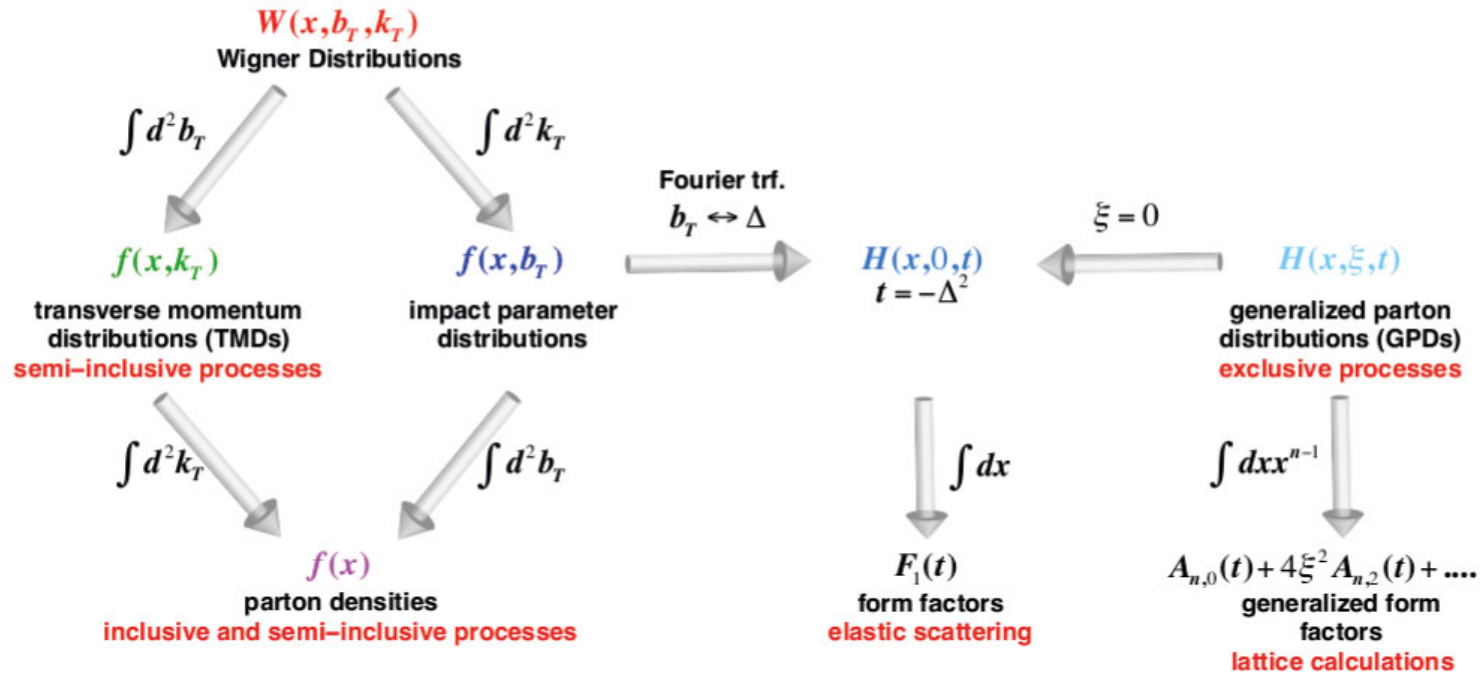 W(x,b_T,k_T)
Wigner Distributions
∫d²b_T
∫d²k_T
Fourier trf.
b_T ↔ Δ
ξ = 0
f(x,k_T)
transverse momentum
distributions (TMDs)
semi–inclusive processes
f(x,b_T)
impact parameter
distributions
H(x,0,t)
t = −Δ²
H(x,ξ,t)
generalized parton
distributions (GPDs)
exclusive processes
∫d²k_T
∫d²b_T
∫dx
∫dxx^{n−1}
f(x)
parton densities
inclusive and semi–inclusive processes
F₁(t)
form factors
elastic scattering
A_{n,0}(t) + 4ξ² A_{n,2}(t) + ....
generalized form
factors
lattice calculations